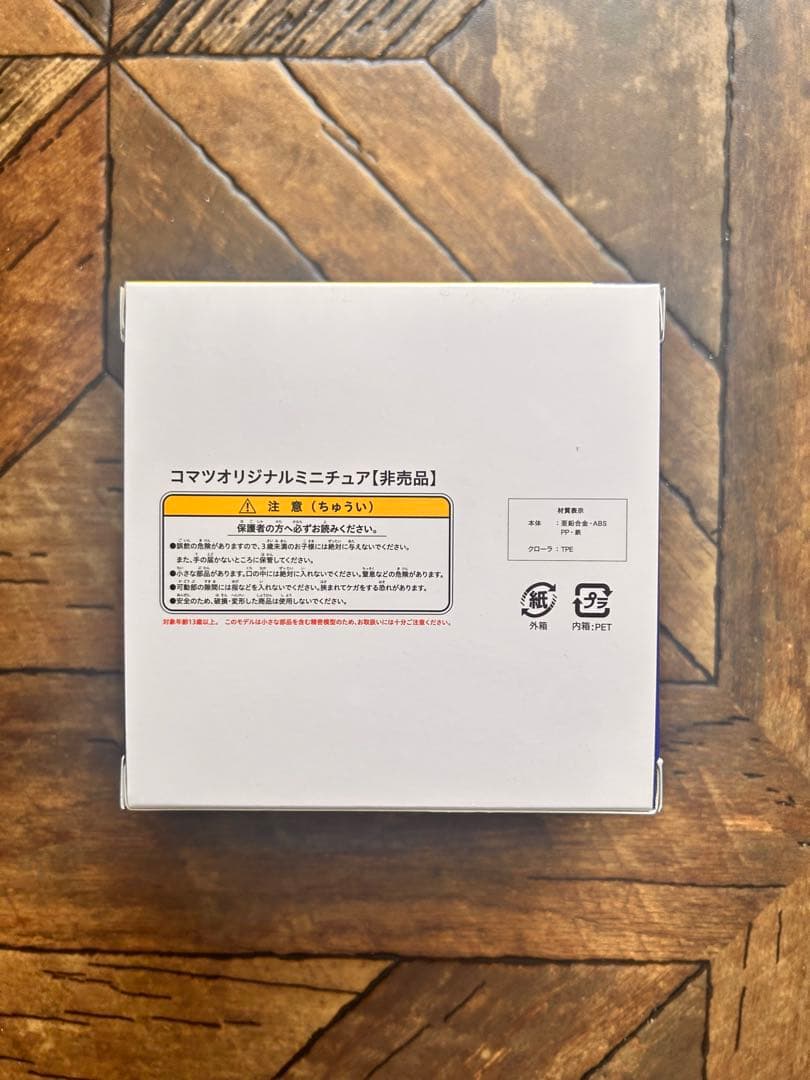 コマツオリジナルミニチュア【非売品】
⚠ 注 意（ちゅうい）
保護者の方へ必ずお読みください。
●誤飲の危険がありますので、3歳未満のお子様には絶対に与えないでください。
また、手の届かないところに保管してください。
●小さな部品があります。口の中には絶対に入れないでください。窒息などの危険があります。
●可動部の隙間には指などを入れないでください。挟まれてケガをする恐れがあります。
●安全のため、破損・変形した商品は使用しないでください。
対象年齢13歳以上。 このモデルは小さな部品を含む精密模型のため、お取扱いには十分ご注意ください。
材質表示
本体 ：亜鉛合金・ABS
PP・鉄
クローラ：TPE
紙
外箱
プラ
内箱：PET